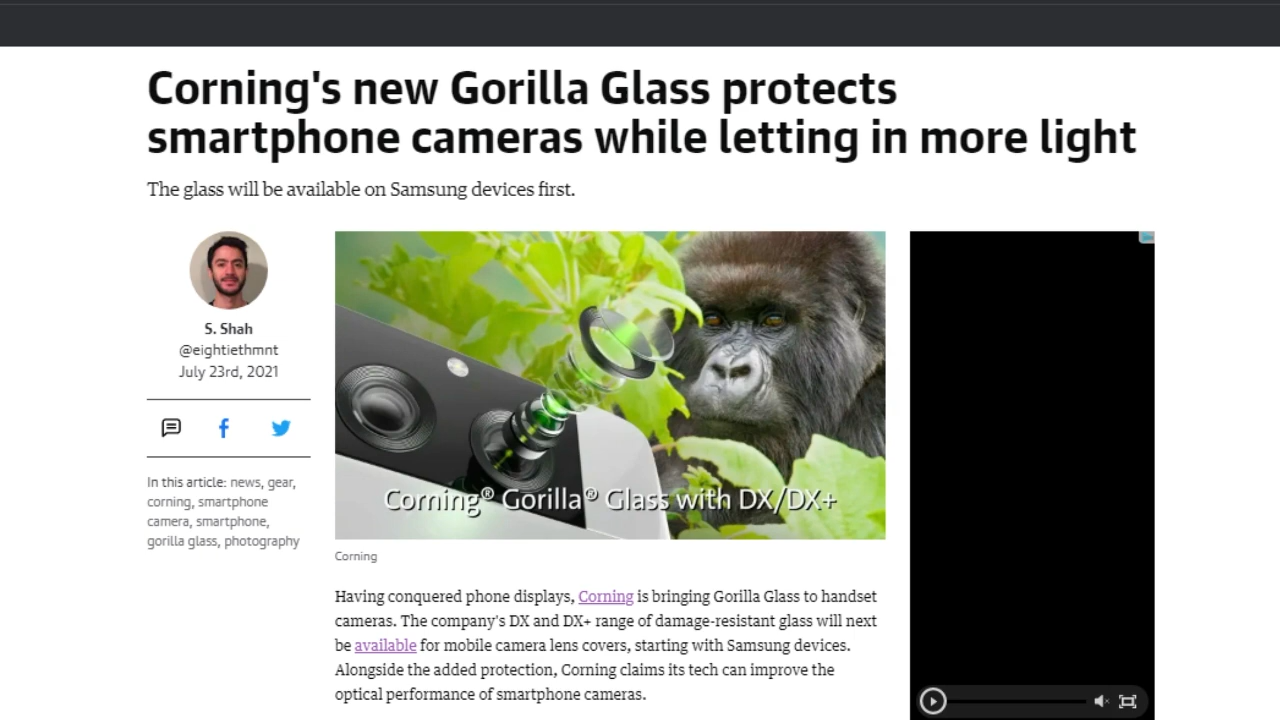 Corning's new Gorilla Glass protects
smartphone cameras while letting in more light
The glass will be available on Samsung devices first.
S. Shah
@eightiethmnt
July 23rd, 2021
In this article: news, gear,
corning, smartphone
camera, smartphone,
gorilla glass, photography
Corning® Gorilla® Glass with DX/DX+
Corning
Having conquered phone displays, Corning is bringing Gorilla Glass to handset
cameras. The company's DX and DX+ range of damage-resistant glass will next
be available for mobile camera lens covers, starting with Samsung devices.
Alongside the added protection, Corning claims its tech can improve the
optical performance of smartphone cameras.